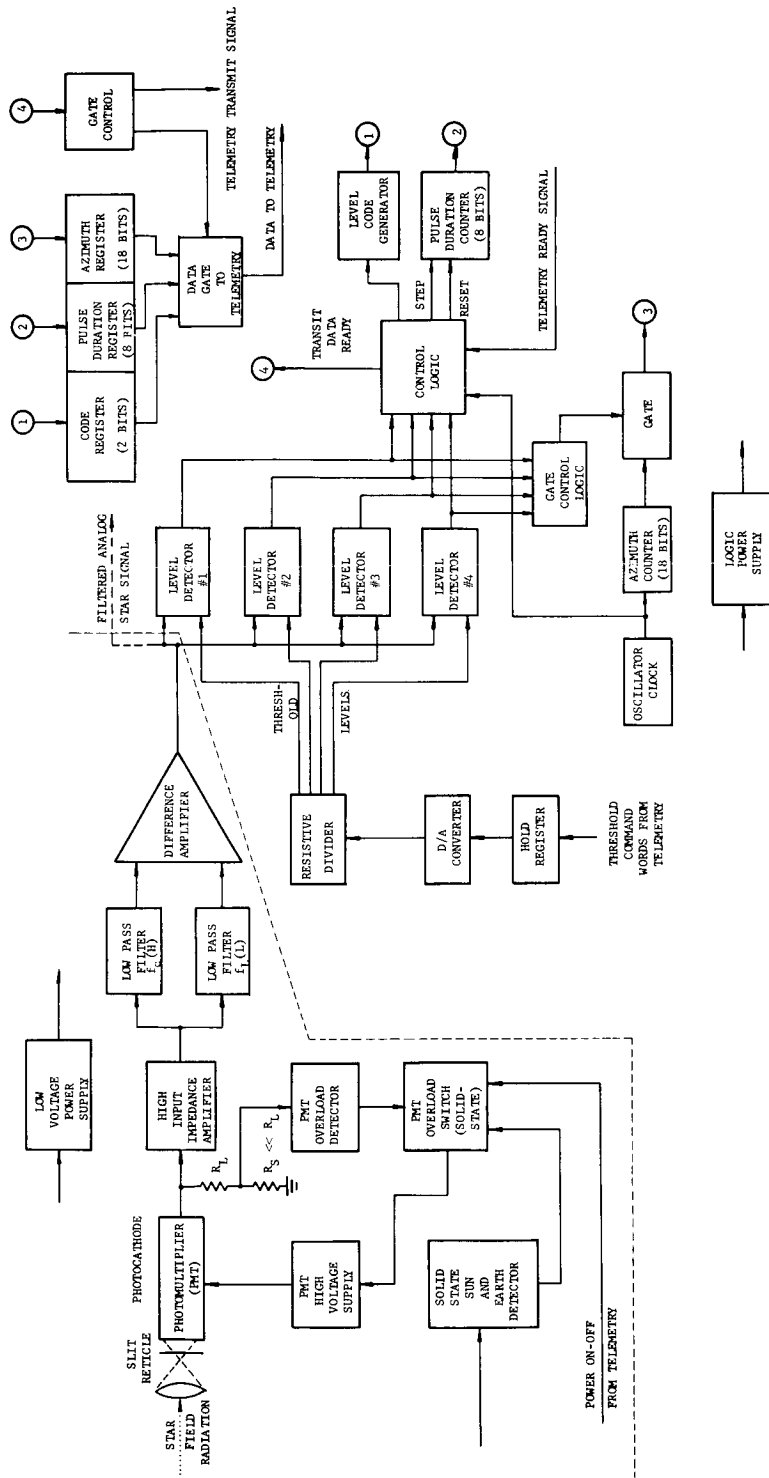 STAR
FIELD
RADIATION
SLIT
RETICLE
PHOTOCATHODE
PHOTOMULTIPLIER
(PMT)
R_L
R_S << R_L
HIGH
INPUT
IMPEDANCE
AMPLIFIER
LOW
VOLTAGE
POWER
SUPPLY
LOW PASS
FILTER
f_c(H)
LOW PASS
FILTER
f_L(L)
DIFFERENCE
AMPLIFIER
PMT
OVERLOAD
DETECTOR
PMT HIGH
VOLTAGE
SUPPLY
PMT
OVERLOAD
SWITCH
(SOLID-
STATE)
SOLID
STATE
SUN
AND
EARTH
DETECTOR
POWER ON-OFF
FROM TELEMETRY
FILTERED ANALOG
STAR SIGNAL
LEVEL
DETECTOR
#1
LEVEL
DETECTOR
#2
LEVEL
DETECTOR
#3
LEVEL
DETECTOR
#4
THRESH-
OLD
LEVELS
RESISTIVE
DIVIDER
D/A
CONVERTER
HOLD
REGISTER
THRESHOLD
COMMAND
WORDS FROM
TELEMETRY
1
2
3
4
CODE
REGISTER
(2 BITS)
PULSE
DURATION
REGISTER
(8 BITS)
AZIMUTH
REGISTER
(18 BITS)
GATE
CONTROL
DATA
GATE
TO
TELEMETRY
TELEMETRY TRANSMIT SIGNAL
DATA TO TELEMETRY
4
TRANSIT
DATA
READY
CONTROL
LOGIC
STEP
RESET
LEVEL
CODE
GENERATOR
1
PULSE
DURATION
COUNTER
(8 BITS)
2
TELEMETRY READY SIGNAL
GATE
CONTROL
LOGIC
GATE
3
OSCILLATOR
CLOCK
AZIMUTH
COUNTER
(18 BITS)
LOGIC
POWER
SUPPLY